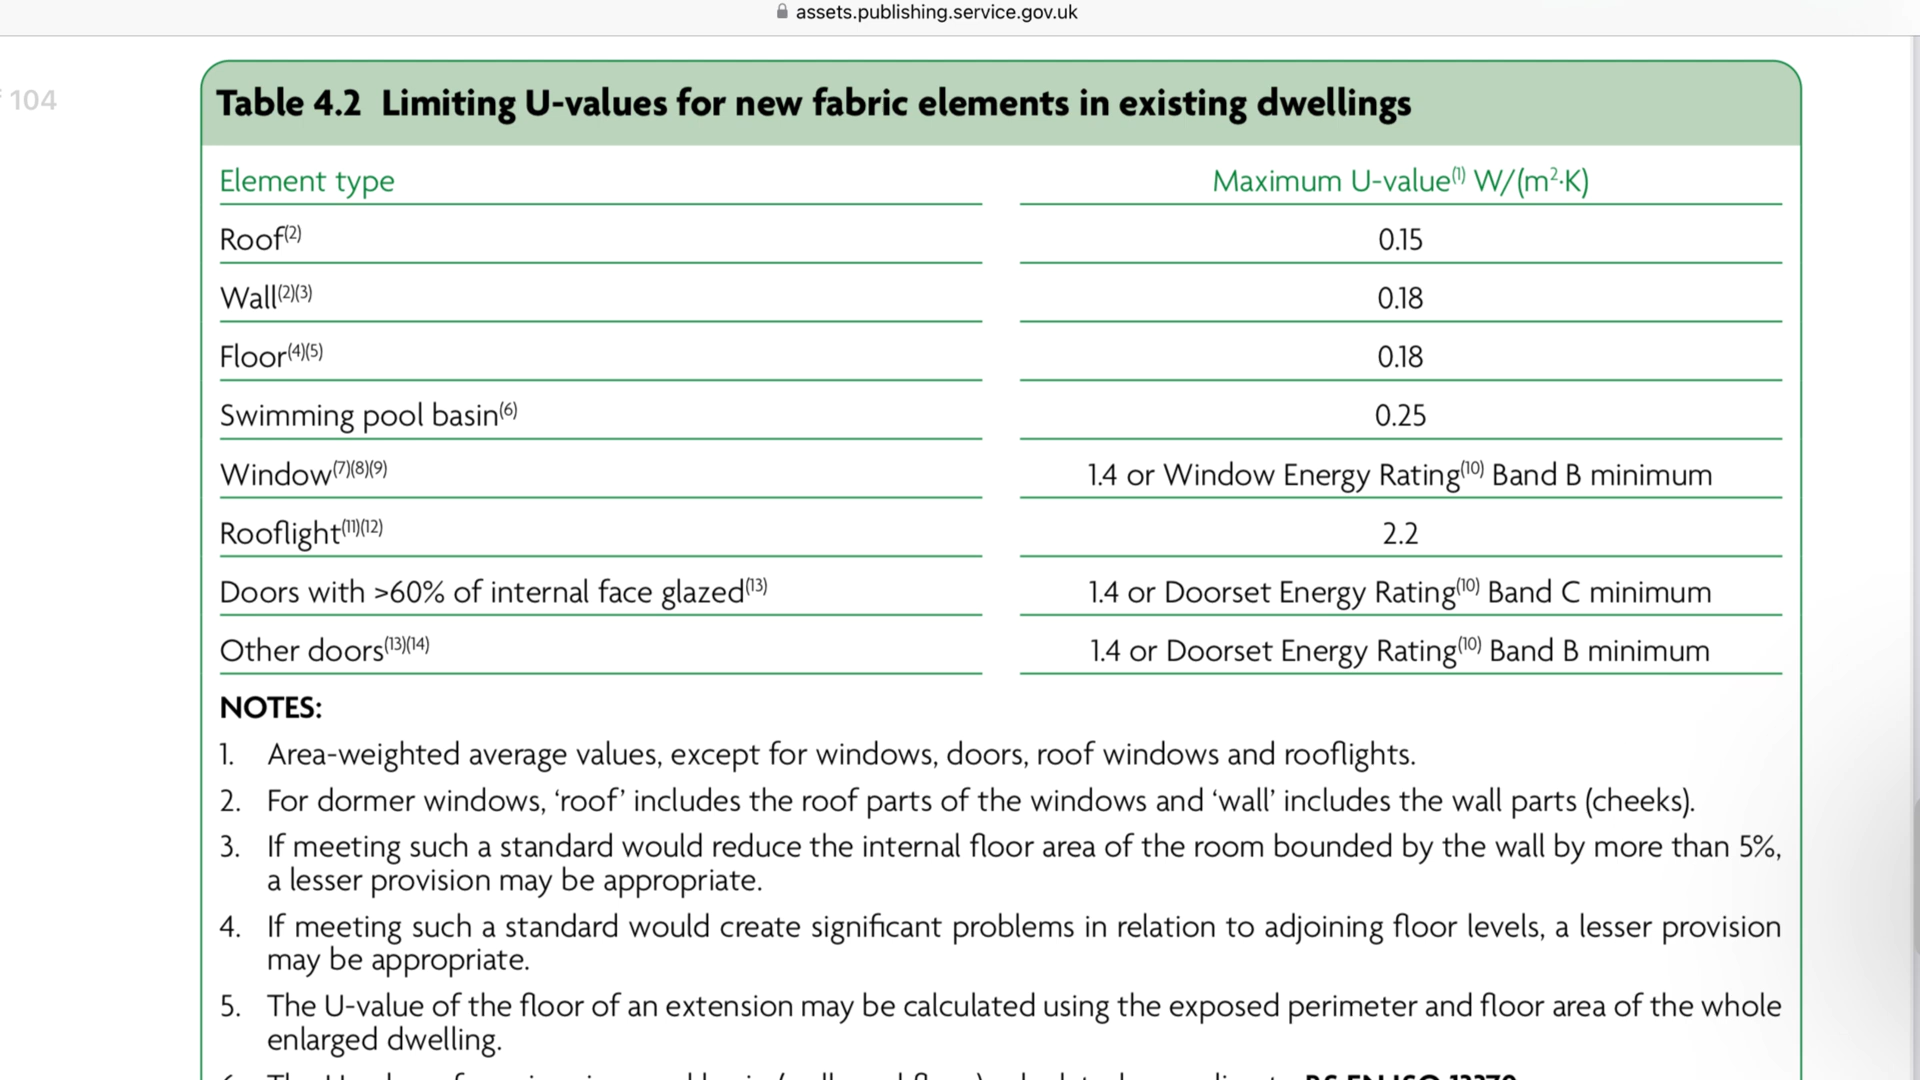 assets.publishing.service.gov.uk
104
Table 4.2 Limiting U-values for new fabric elements in existing dwellings
Element type Maximum U-value(1) W/(m²·K)
Roof(2) 0.15
Wall(2)(3) 0.18
Floor(4)(5) 0.18
Swimming pool basin(6) 0.25
Window(7)(8)(9) 1.4 or Window Energy Rating(10) Band B minimum
Rooflight(11)(12) 2.2
Doors with >60% of internal face glazed(13) 1.4 or Doorset Energy Rating(10) Band C minimum
Other doors(13)(14) 1.4 or Doorset Energy Rating(10) Band B minimum
NOTES:
1. Area-weighted average values, except for windows, doors, roof windows and rooflights.
2. For dormer windows, ‘roof’ includes the roof parts of the windows and ‘wall’ includes the wall parts (cheeks).
3. If meeting such a standard would reduce the internal floor area of the room bounded by the wall by more than 5%,
a lesser provision may be appropriate.
4. If meeting such a standard would create significant problems in relation to adjoining floor levels, a lesser provision
may be appropriate.
5. The U-value of the floor of an extension may be calculated using the exposed perimeter and floor area of the whole
enlarged dwelling.